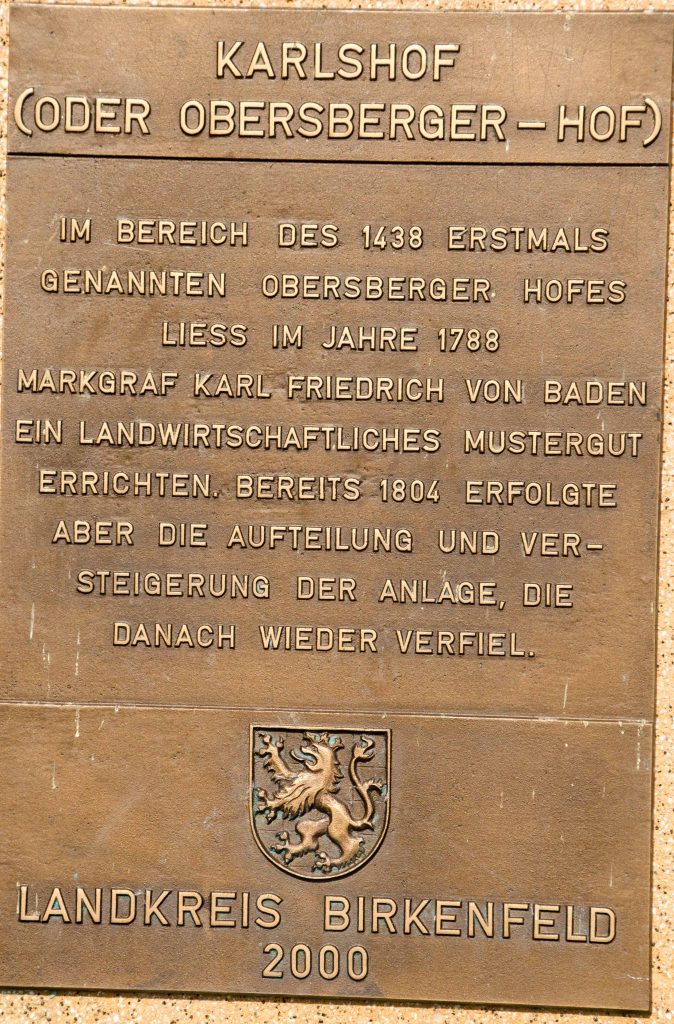 KARLSHOF
(ODER OBERSBERGER-HOF)
IM BEREICH DES 1438 ERSTMALS
GENANNTEN OBERSBERGER HOFES
LIESS IM JAHRE 1788
MARKGRAF KARL FRIEDRICH VON BADEN
EIN LANDWIRTSCHAFTLICHES MUSTERGUT
ERRICHTEN. BEREITS 1804 ERFOLGTE
ABER DIE AUFTEILUNG UND VER-
STEIGERUNG DER ANLAGE, DIE
DANACH WIEDER VERFIEL.
LANDKREIS BIRKENFELD
2000